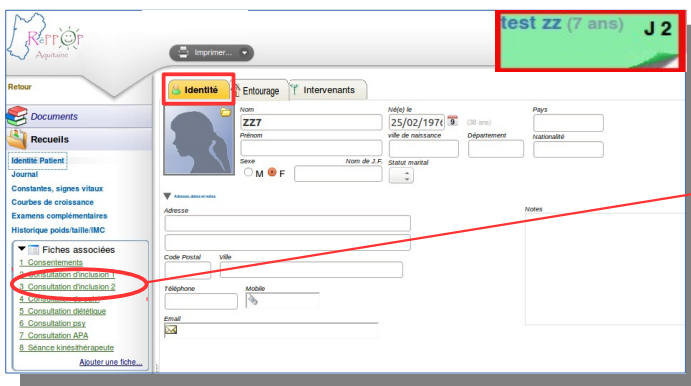 RéPPOP
Aquitaine
Imprimer...
test zz (7 ans) J 2
Retour
Documents
Recueils
Identité Patient
Journal
Constantes, signes vitaux
Courbes de croissance
Examens complémentaires
Historique poids/taille/IMC
Fiches associées
1 Consentements
2 Consultation d'inclusion 1
3 Consultation d'inclusion 2
4 Consultation de suivi
5 Consultation diététique
6 Consultation psy
7 Consultation APA
8 Séance kinésithérapeute
Ajouter une fiche...
Identité Entourage Intervenants
Nom Né(e) le Pays
ZZ7 25/02/197 9 (38 ans)
Prénom ville de naissance Département Nationalité
Sexe Nom de J.F. Statut marital
M F
Adresses, dates et notes
Adresse Notes
Code Postal Ville
Téléphone Mobile
Email